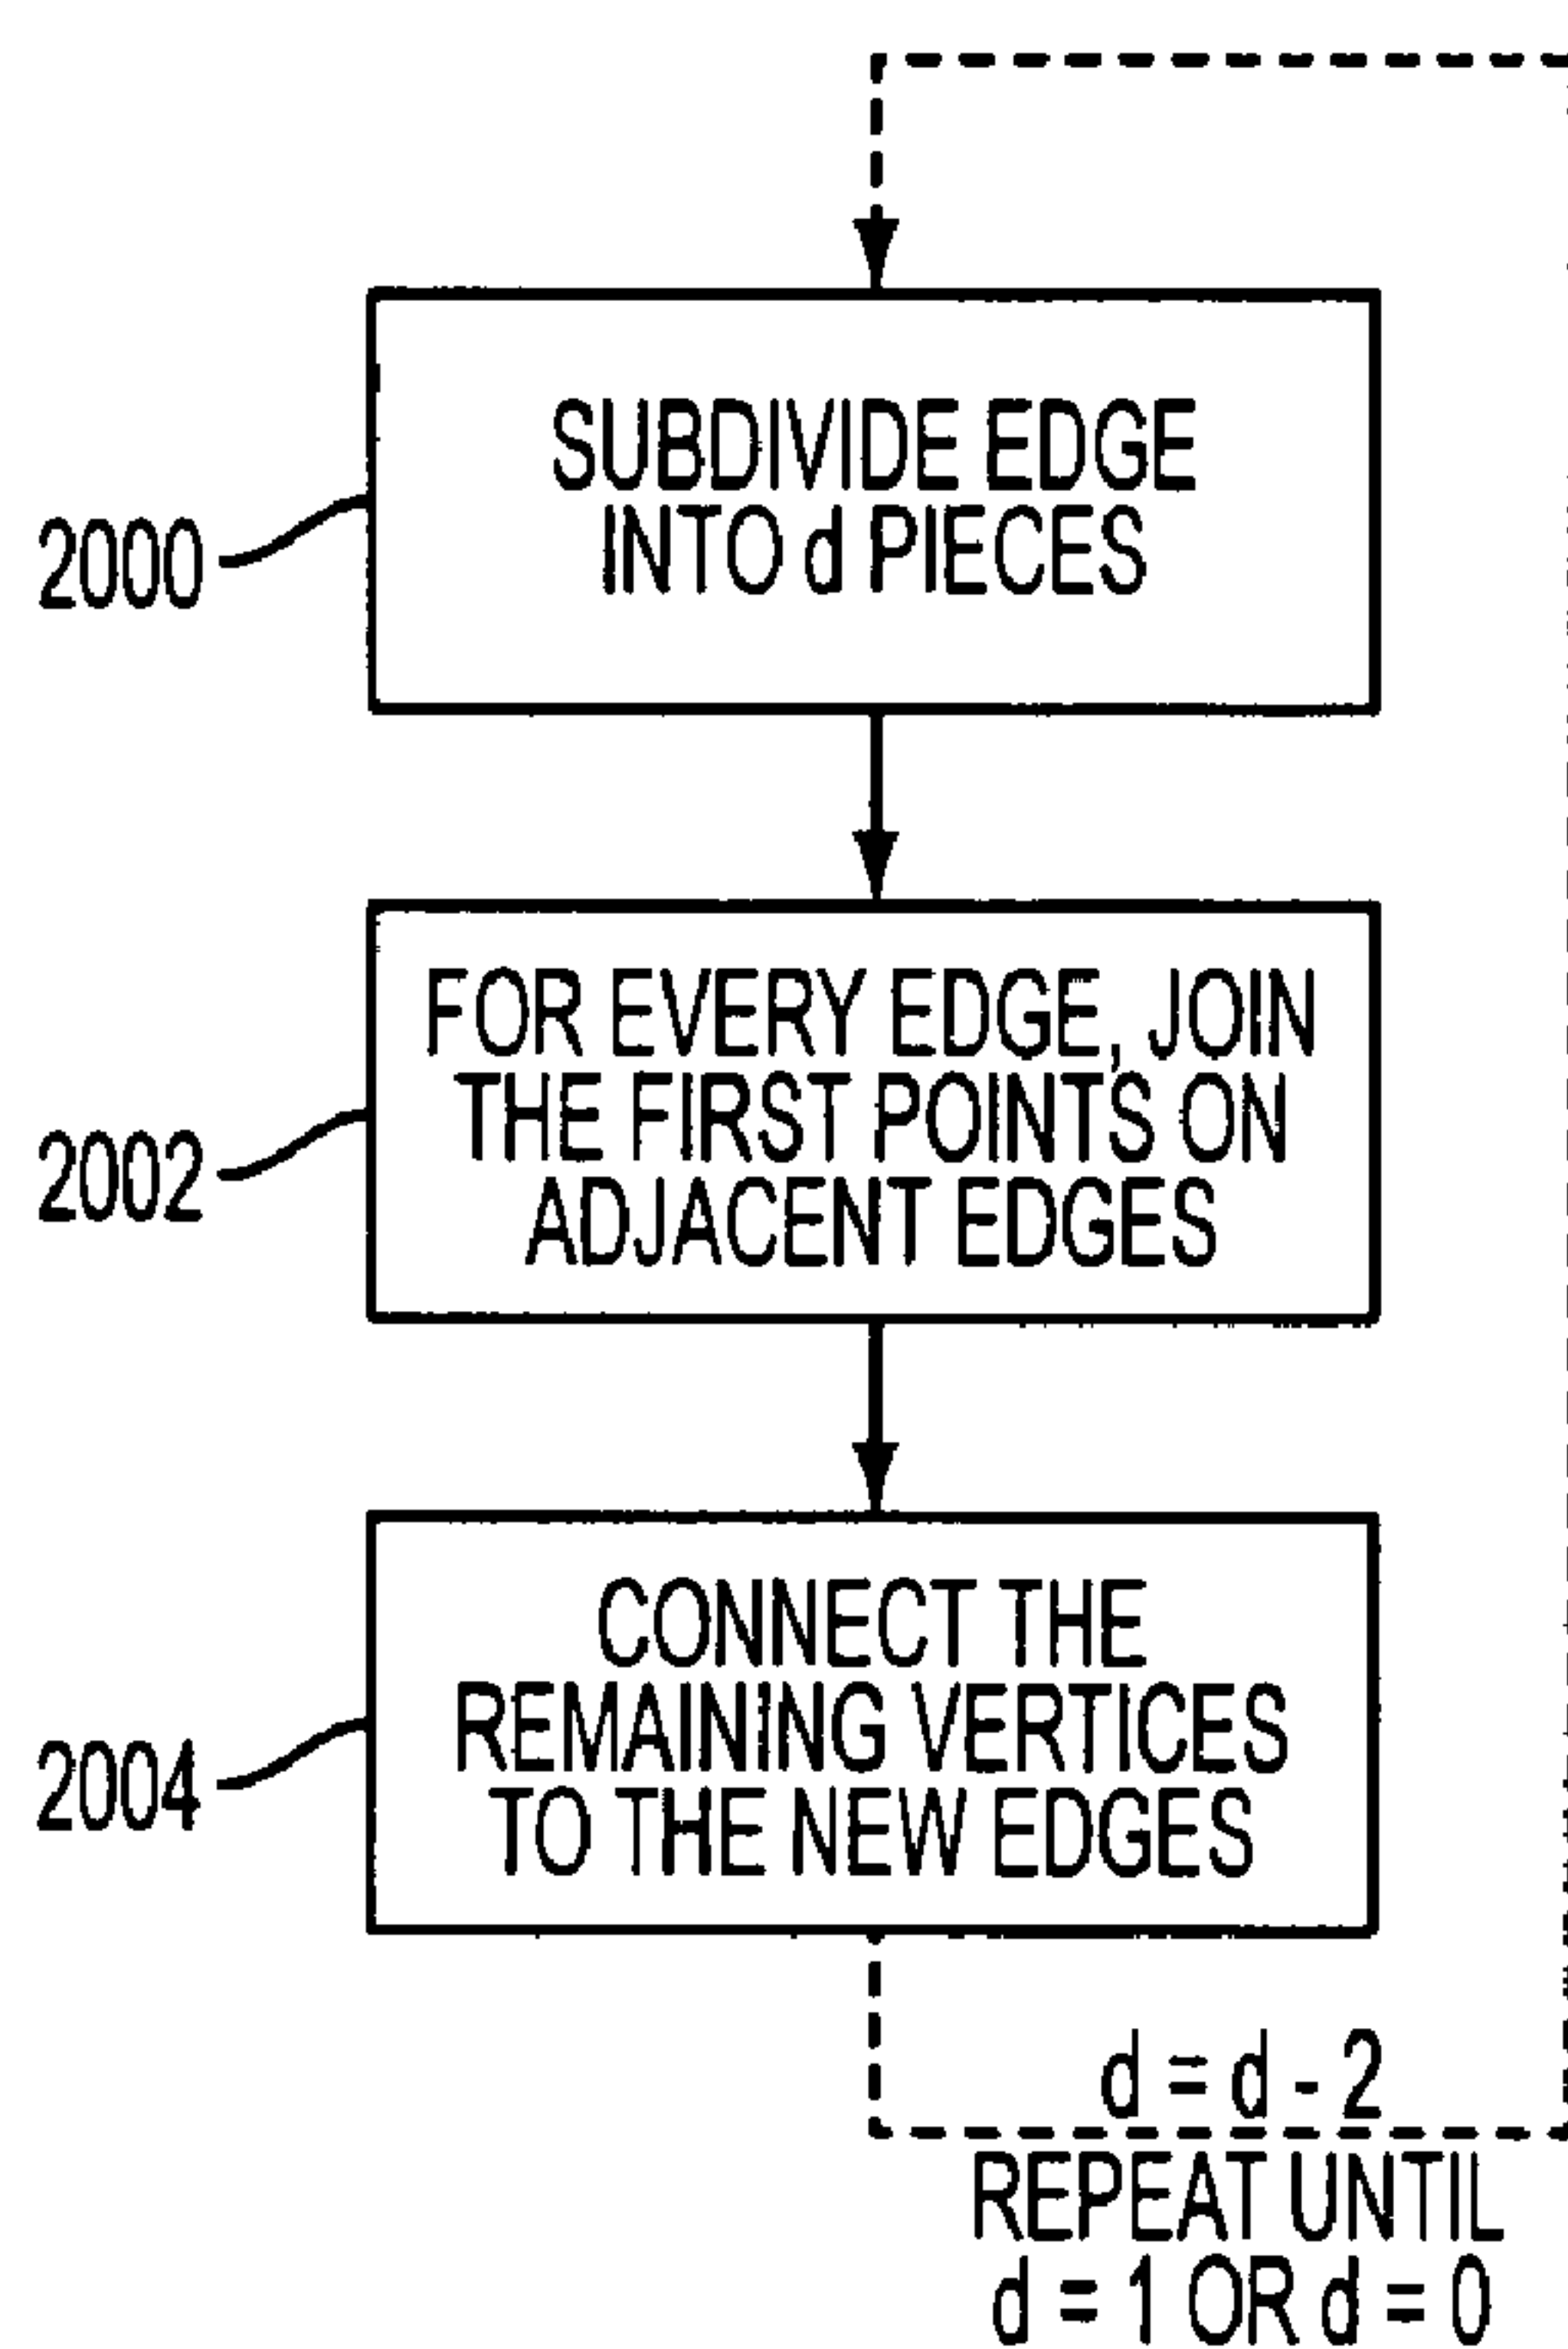 SUBDIVIDE EDGE
INTO d PIECES
2000
FOR EVERY EDGE, JOIN
THE FIRST POINTS ON
ADJACENT EDGES
2002
CONNECT THE
REMAINING VERTICES
TO THE NEW EDGES
2004
d = d - 2
REPEAT UNTIL
d = 1 OR d = 0